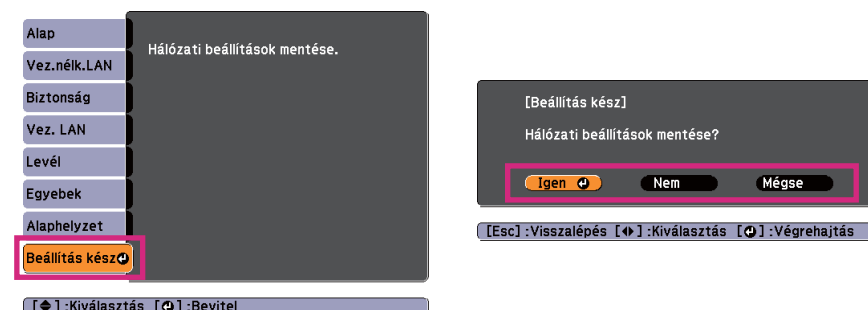 Alap
Vez.nélk.LAN
Biztonság
Vez. LAN
Levél
Egyebek
Alaphelyzet
Beállítás kész
Hálózati beállítások mentése.
[ ] :Kiválasztás [ ] :Bevitel
[Beállítás kész]
Hálózati beállítások mentése?
Igen Nem Mégse
[Esc] :Visszalépés [ ] :Kiválasztás [ ] :Végrehajtás